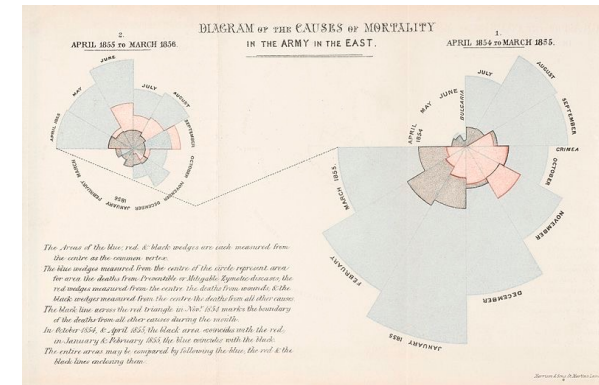 DIAGRAM OF THE CAUSES OF MORTALITY
IN THE ARMY IN THE EAST.
2.
APRIL 1855 TO MARCH 1856.
1.
APRIL 1854 TO MARCH 1855.
APRIL 1855
MAY
JUNE
JULY
AUGUST
SEPTEMBER
OCTOBER
NOVEMBER
DECEMBER
JANUARY 1856
FEBRUARY
MARCH
APRIL
1854
MAY
JUNE
JULY
BULGARIA
AUGUST
SEPTEMBER
CRIMEA
OCTOBER
NOVEMBER
DECEMBER
JANUARY 1855
FEBRUARY
MARCH 1855.
The Areas of the blue, red, & black wedges are each measured from
the centre as the common vertex.
The blue wedges measured from the centre of the circle represent area
for area the deaths from Preventible or Mitigable Zymotic diseases; the
red wedges measured from the centre the deaths from wounds; & the
black wedges measured from the centre the deaths from all other causes.
The black line across the red triangle in Nov.r 1854 marks the boundary
of the deaths from all other causes during the month.
In October 1854, & April 1855, the black area coincides with the red;
in January & February 1856, the blue coincides with the black.
The entire areas may be compared by following the blue, the red & the
black lines enclosing them.